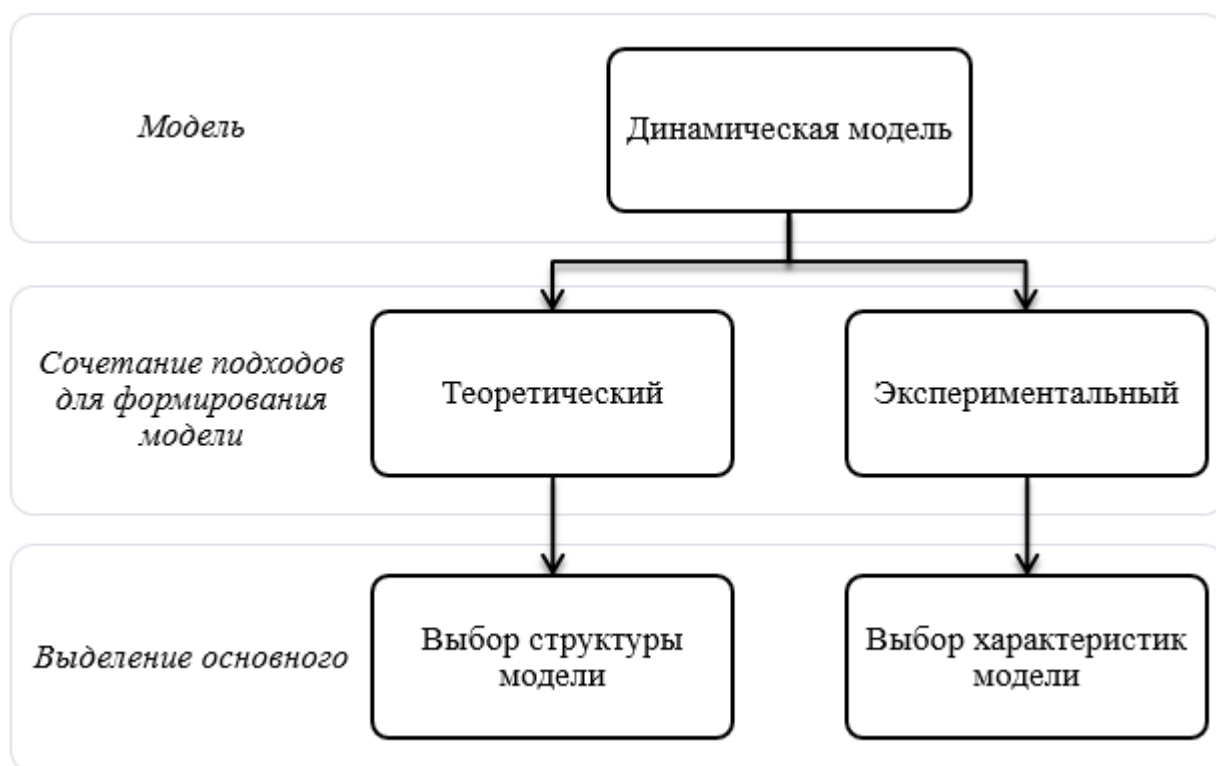 Модель
Динамическая модель
Сочетание подходов
для формирования
модели
Теоретический
Экспериментальный
Выделение основного
Выбор структуры
модели
Выбор характеристик
модели